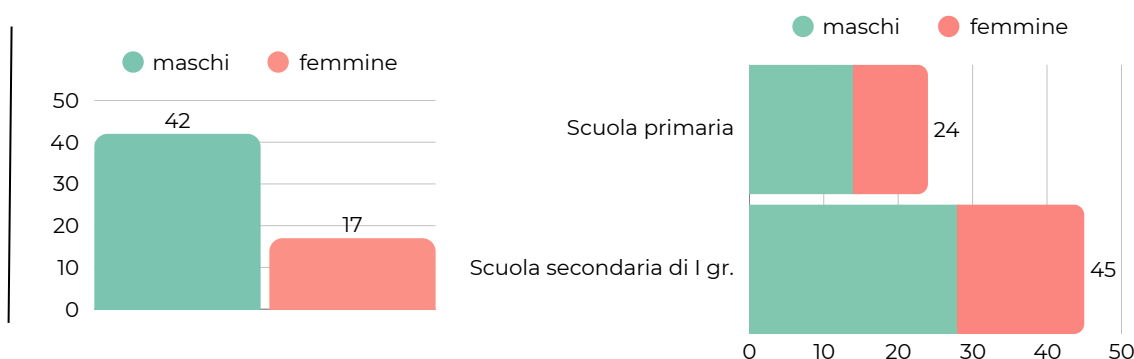 maschi femmine
50
42
40
30
20
17
10
0
maschi femmine
Scuola primaria
24
Scuola secondaria di I gr.
45
0 10 20 30 40 50